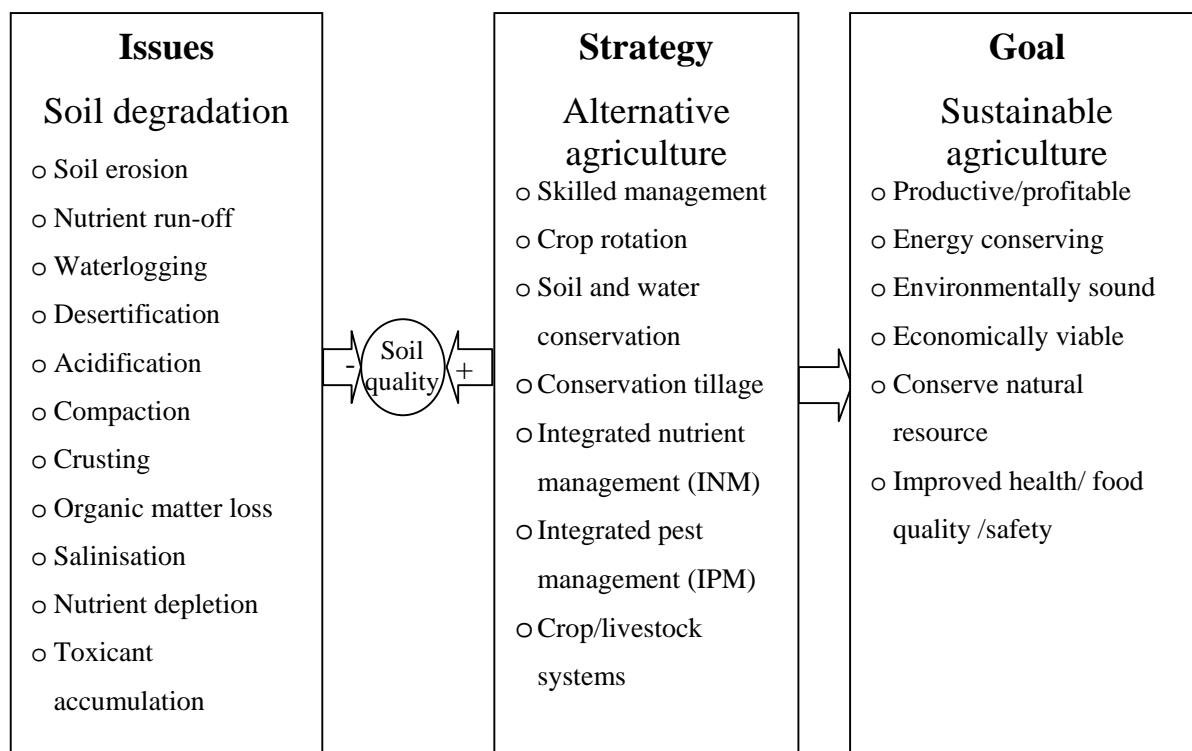 Issues
Soil degradation
o Soil erosion
o Nutrient run-off
o Waterlogging
o Desertification
o Acidification
o Compaction
o Crusting
o Organic matter loss
o Salinisation
o Nutrient depletion
o Toxicant
accumulation
-
Soil
quality
+
Strategy
Alternative
agriculture
o Skilled management
o Crop rotation
o Soil and water
conservation
o Conservation tillage
o Integrated nutrient
management (INM)
o Integrated pest
management (IPM)
o Crop/livestock
systems
Goal
Sustainable
agriculture
o Productive/profitable
o Energy conserving
o Environmentally sound
o Economically viable
o Conserve natural
resource
o Improved health/ food
quality /safety